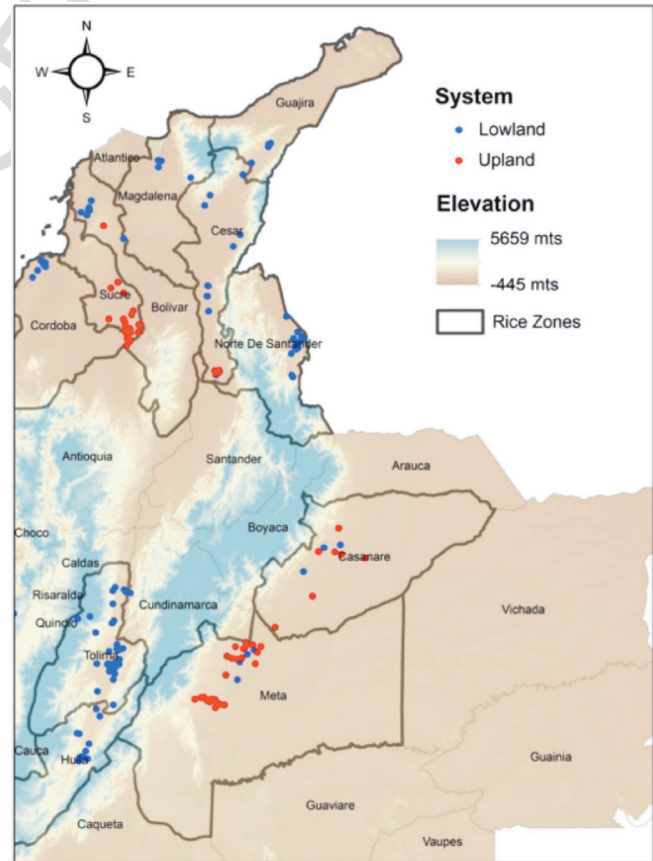 N
W E
S
System
Lowland
Upland
Elevation
5659 mts
-445 mts
Rice Zones
Guajira
Atlantico
Magdalena
Cesar
Sucre
Bolivar
Cordoba
Norte De Santander
Antioquia
Santander
Arauca
Choco
Boyaca
Casanare
Caldas
Risaralda
Cundinamarca
Vichada
Quindio
Tolima
Meta
Cauca
Huila
Guainia
Guaviare
Caqueta
Vaupes